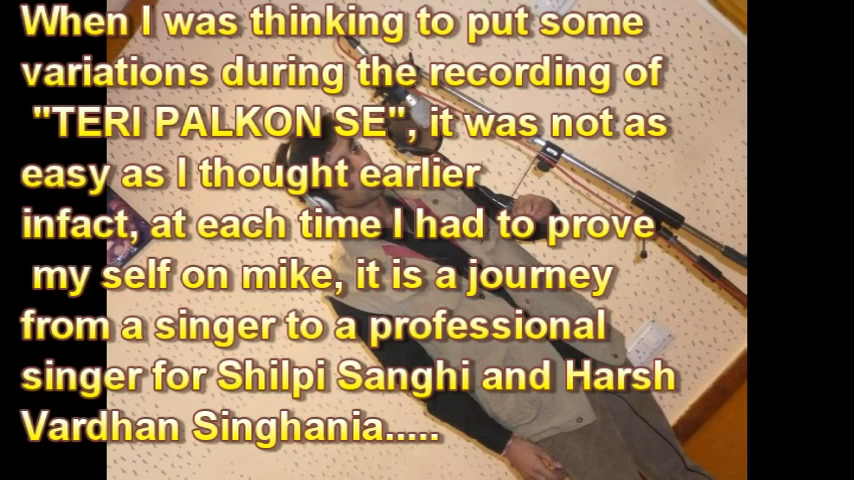 When I was thinking to put some
variations during the recording of
"TERI PALKON SE", it was not as
easy as I thought earlier
infact, at each time I had to prove
my self on mike, it is a journey
from a singer to a professional
singer for Shilpi Sanghi and Harsh
Vardhan Singhania.....